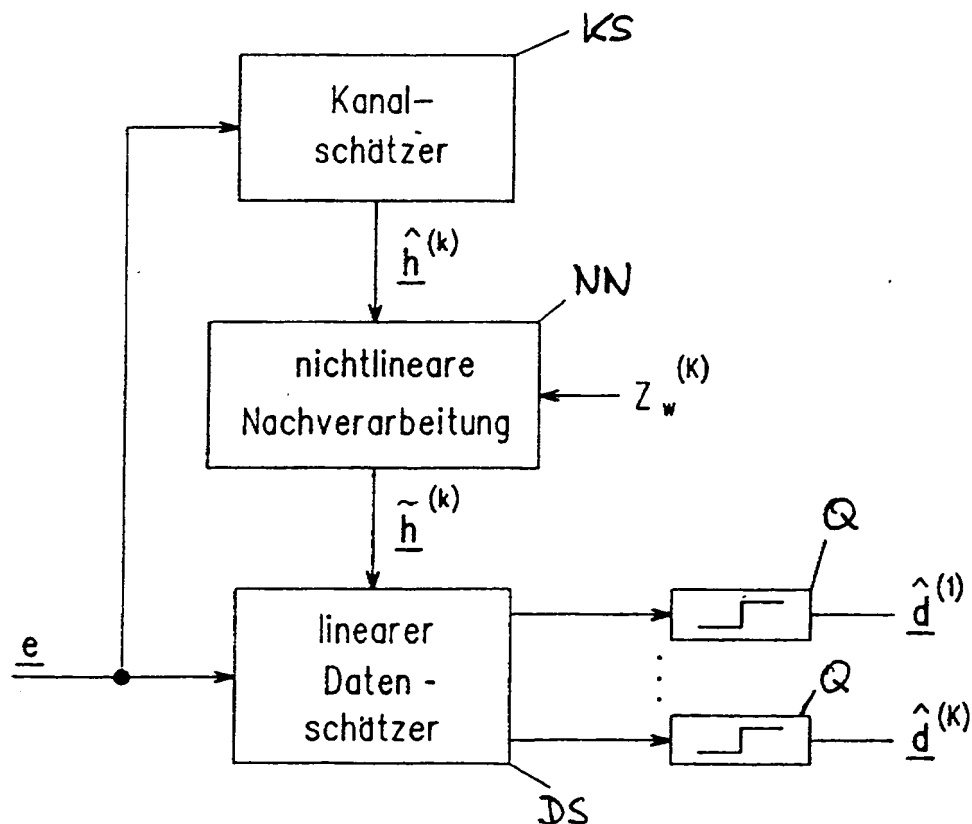 KS
Kanal-
schätzer
ĥ^(k)
NN
nichtlineare
Nachverarbeitung
Z_w^(K)
h̃^(k)
Q
d̂^(1)
e
linearer
Daten-
schätzer
Q
d̂^(K)
DS